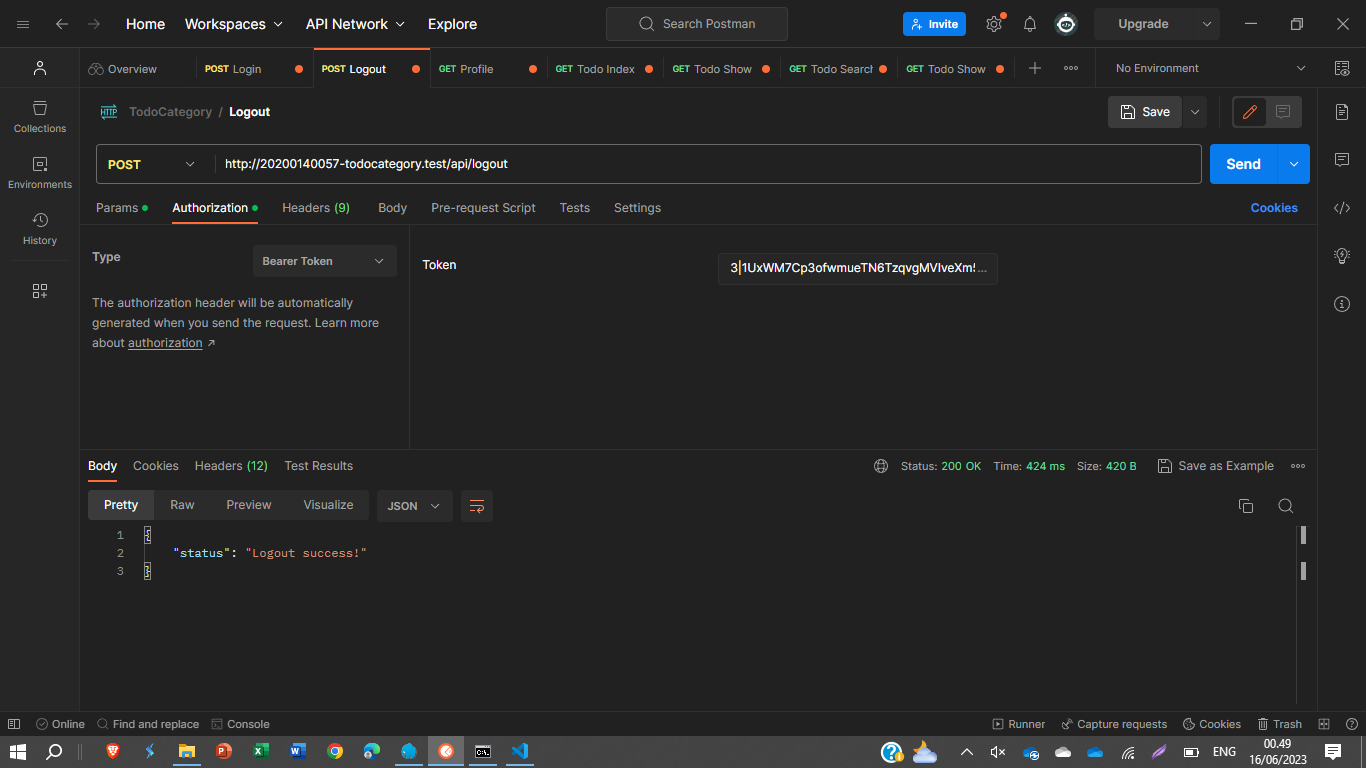 Home Workspaces API Network Explore Search Postman Invite Upgrade
Overview POST Login POST Logout GET Profile GET Todo Index GET Todo Show GET Todo Search GET Todo Show No Environment
HTTP TodoCategory / Logout Save
Collections
POST http://20200140057-todocategory.test/api/logout Send
Environments
Params Authorization Headers (9) Body Pre-request Script Tests Settings Cookies
History
Type Bearer Token Token 3|1UxWM7Cp3ofwmueTN6TzqvgMVIveXm!...
The authorization header will be automatically
generated when you send the request. Learn more
about authorization ↗
Body Cookies Headers (12) Test Results Status: 200 OK Time: 424 ms Size: 420 B Save as Example
Pretty Raw Preview Visualize JSON
1 {
2 "status": "Logout success!"
3 }
Online Find and replace Console Runner Capture requests Cookies Trash
ENG 00.49
16/06/2023